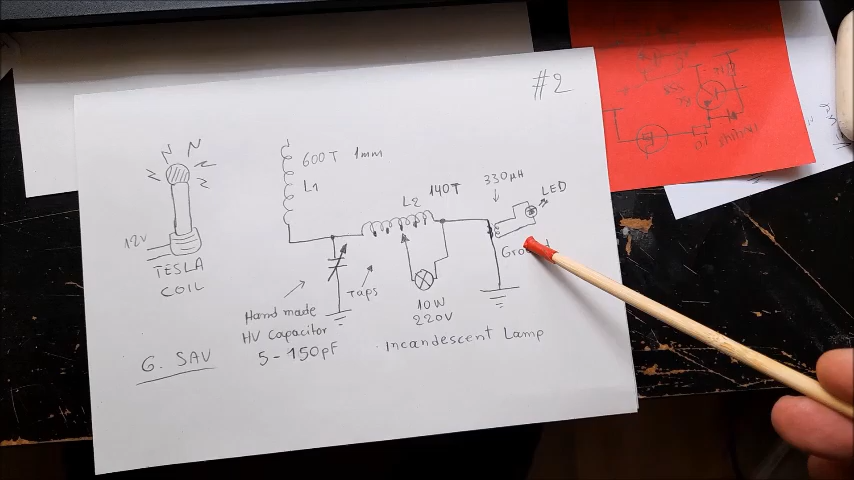 #2
600T 1mm
L1
L2
140T
330µH
LED
12V
TESLA
COIL
Taps
Hand made
HV Capacitor
5-150pF
10W
220V
Incandescent Lamp
G. SAV